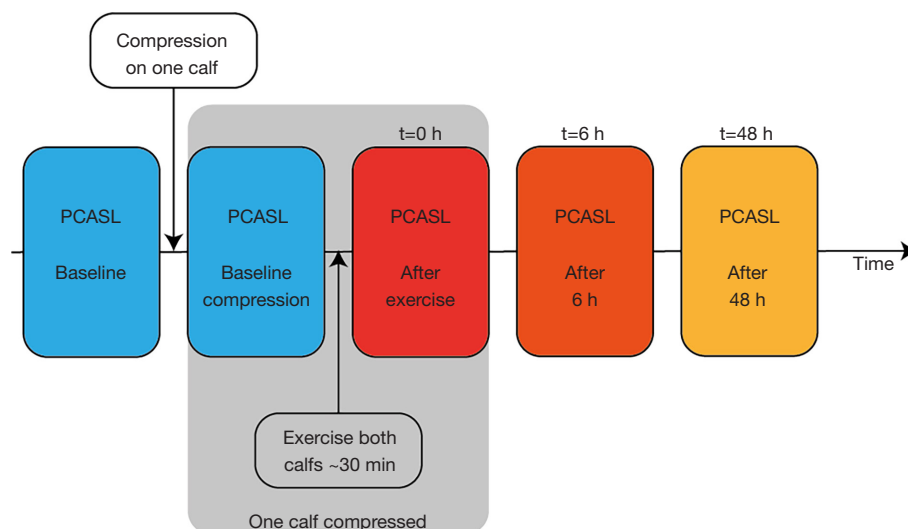 Compression
on one calf
t=0 h
t=6 h
t=48 h
PCASL
Baseline
PCASL
Baseline
compression
PCASL
After
exercise
PCASL
After
6 h
PCASL
After
48 h
Time
Exercise both
calfs ~30 min
One calf compressed